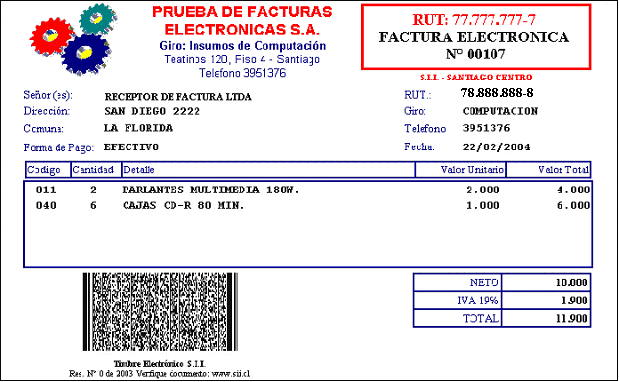 PRUEBA DE FACTURAS
ELECTRONICAS S.A.
Giro: Insumos de Computación
Teatinos 120, Piso 4 - Santiago
Telefono 3951376
RUT: 77.777.777-7
FACTURA ELECTRONICA
Nº 00107
S.I.I. - SANTIAGO CENTRO
Señor(es): RECEPTOR DE FACTURA LTDA RUT.: 78.888.888-8
Dirección: SAN DIEGO 2222 Giro: COMPUTACION
Comuna: LA FLORIDA Telefono 3951376
Forma de Pago: EFECTIVO Fecha: 22/02/2004
Codigo Cantidad Detalle Valor Unitario Valor Total
011 2 PARLANTES MULTIMEDIA 180W. 2.000 4.000
040 6 CAJAS CD-R 80 MIN. 1.000 6.000
NETO 10.000
IVA 19% 1.900
TOTAL 11.900
Timbre Electrónico S.I.I.
Res. Nº 0 de 2003 Verifique documento: www.sii.cl